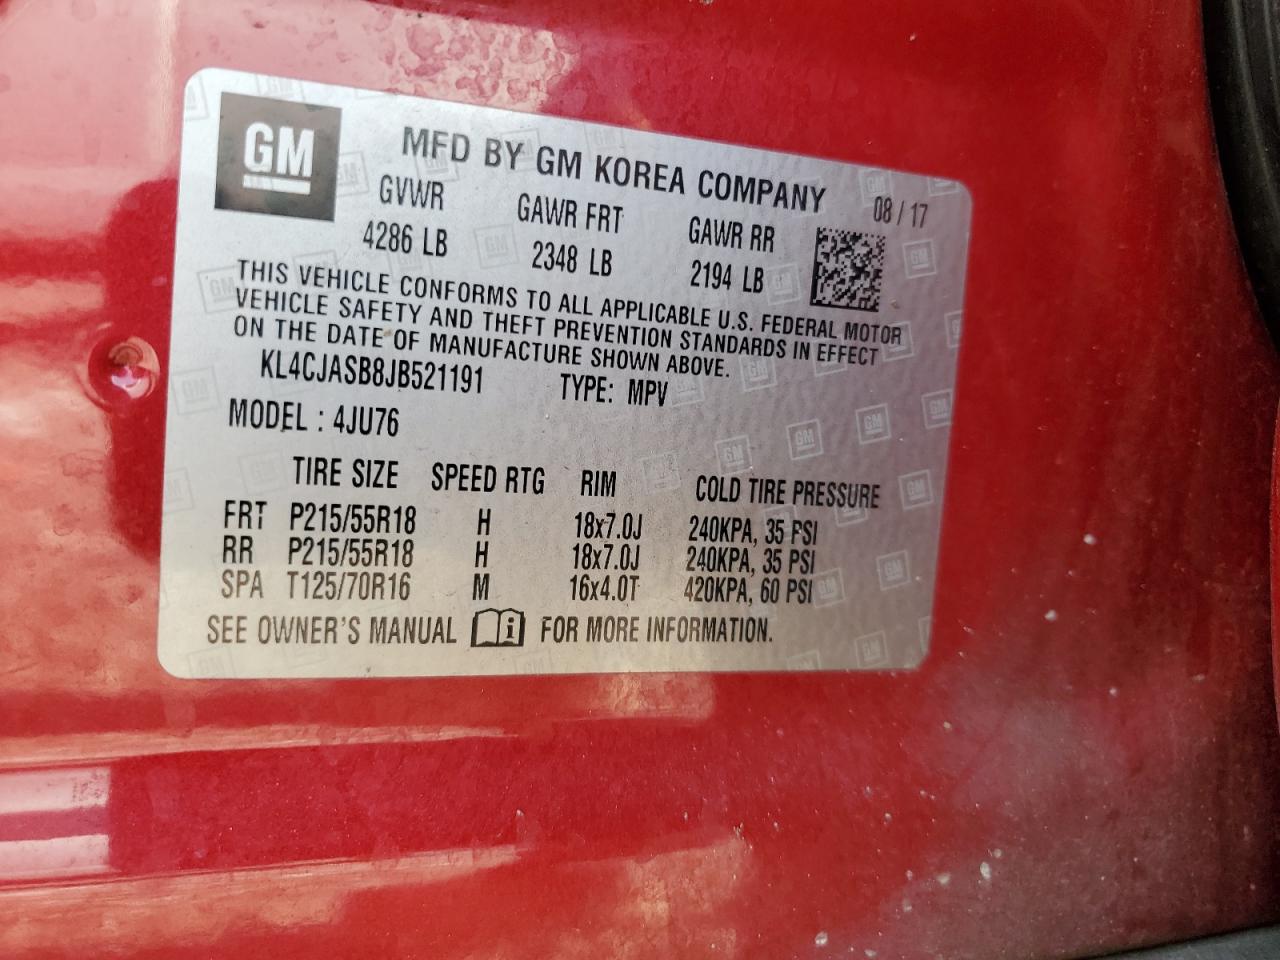 GM
MFD BY GM KOREA COMPANY
08 / 17
GVWR GAWR FRT GAWR RR
4286 LB 2348 LB 2194 LB
THIS VEHICLE CONFORMS TO ALL APPLICABLE U.S. FEDERAL MOTOR
VEHICLE SAFETY AND THEFT PREVENTION STANDARDS IN EFFECT
ON THE DATE OF MANUFACTURE SHOWN ABOVE.
KL4CJASB8JB521191 TYPE: MPV
MODEL : 4JU76
TIRE SIZE SPEED RTG RIM COLD TIRE PRESSURE
FRT P215/55R18 H 18x7.0J 240KPA, 35 PSI
RR P215/55R18 H 18x7.0J 240KPA, 35 PSI
SPA T125/70R16 M 16x4.0T 420KPA, 60 PSI
SEE OWNER'S MANUAL i FOR MORE INFORMATION.